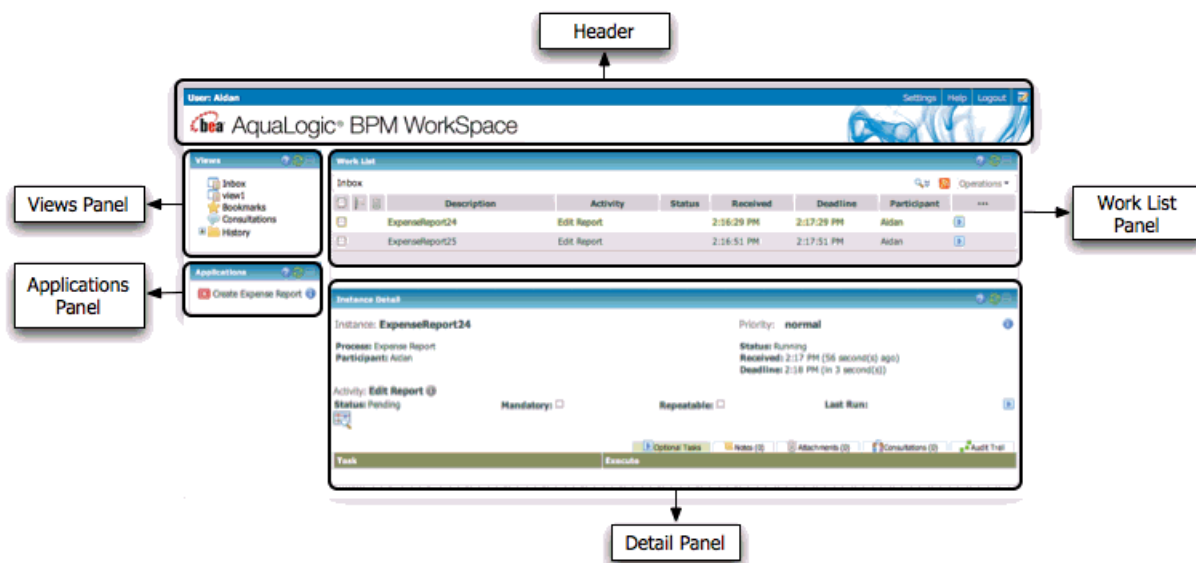 Header
User: Aidan
Settings Help Logout
bea AquaLogic® BPM WorkSpace
Views
Inbox
view1
Bookmarks
Consultations
History
Views Panel
Applications
Create Expense Report
Applications Panel
Work List
Inbox
Operations
Description Activity Status Received Deadline Participant ...
ExpenseReport24 Edit Report 2:16:29 PM 2:17:29 PM Aidan
ExpenseReport25 Edit Report 2:16:51 PM 2:17:51 PM Aidan
Work List
Panel
Instance Detail
Instance: ExpenseReport24 Priority: normal
Process: Expense Report Status: Running
Participant: Aidan Received: 2:17 PM (56 second(s) ago)
Deadline: 2:18 PM (in 3 second(s))
Activity: Edit Report
Status: Pending Mandatory: Repeatable: Last Run:
Optional Tasks Notes (0) Attachments (0) Consultations (0) Audit Trail
Task Execute
Detail Panel